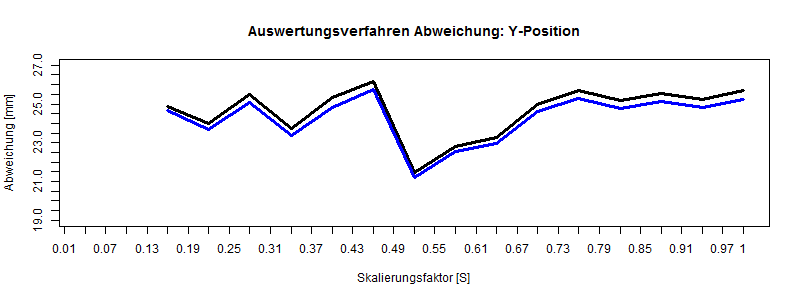 Auswertungsverfahren Abweichung: Y-Position
Abweichung [mm]
27.0
25.0
23.0
21.0
19.0
0.01 0.07 0.13 0.19 0.25 0.31 0.37 0.43 0.49 0.55 0.61 0.67 0.73 0.79 0.85 0.91 0.97 1
Skalierungsfaktor [S]